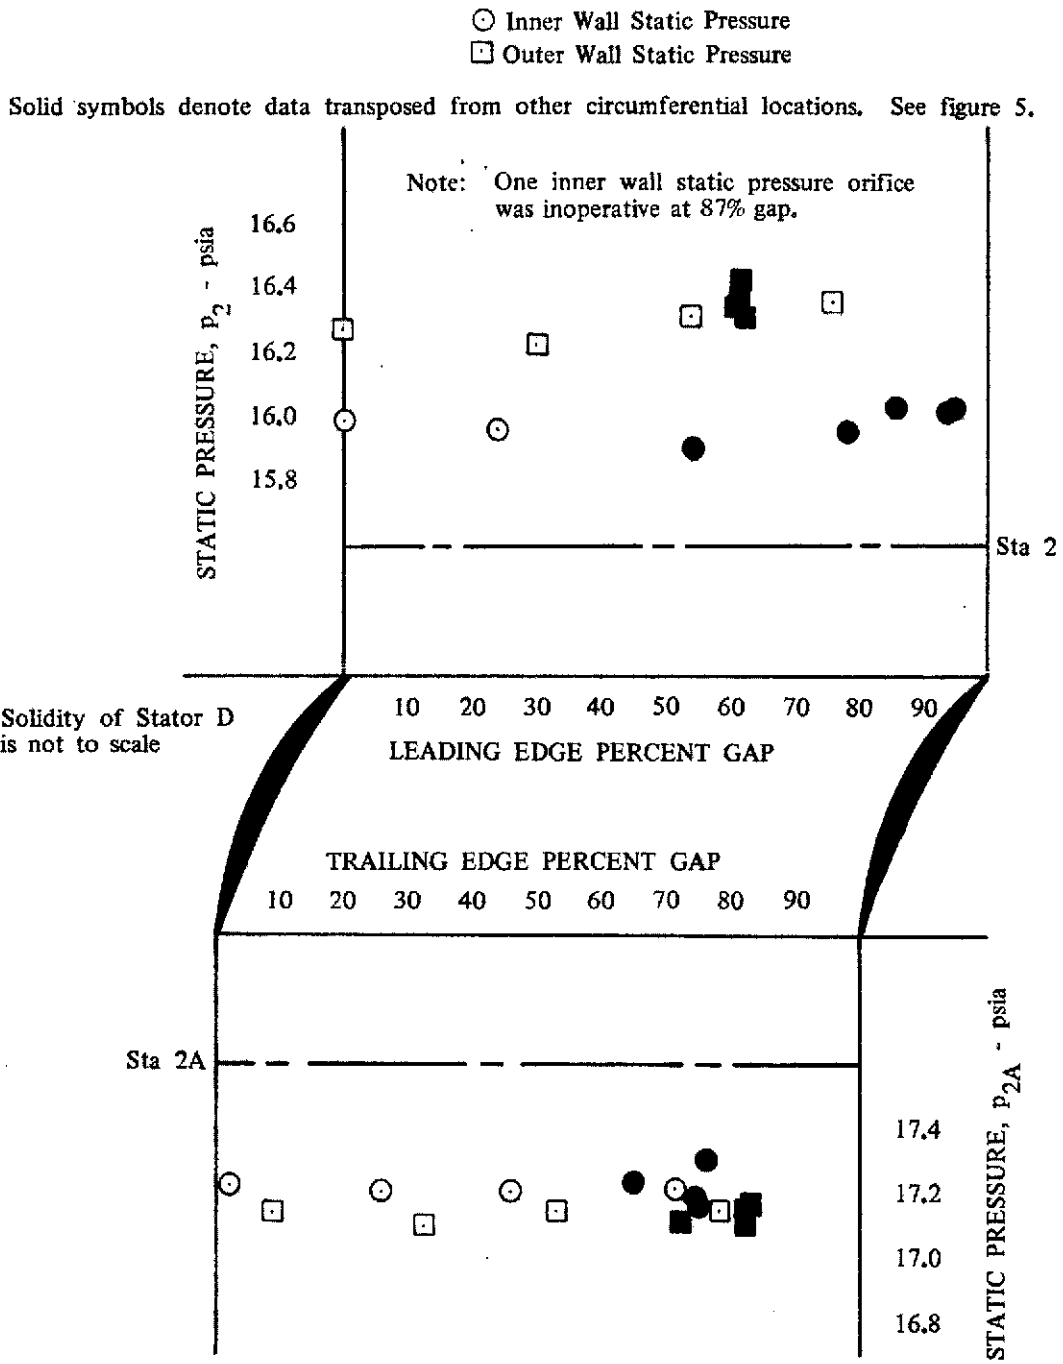 Inner Wall Static Pressure
Outer Wall Static Pressure
Solid symbols denote data transposed from other circumferential locations. See figure 5.
Note: One inner wall static pressure orifice
was inoperative at 87% gap.
STATIC PRESSURE, p2 - psia
16.6
16.4
16.2
16.0
15.8
Sta 2
Solidity of Stator D
is not to scale
10 20 30 40 50 60 70 80 90
LEADING EDGE PERCENT GAP
TRAILING EDGE PERCENT GAP
10 20 30 40 50 60 70 80 90
Sta 2A
STATIC PRESSURE, p2A - psia
17.4
17.2
17.0
16.8